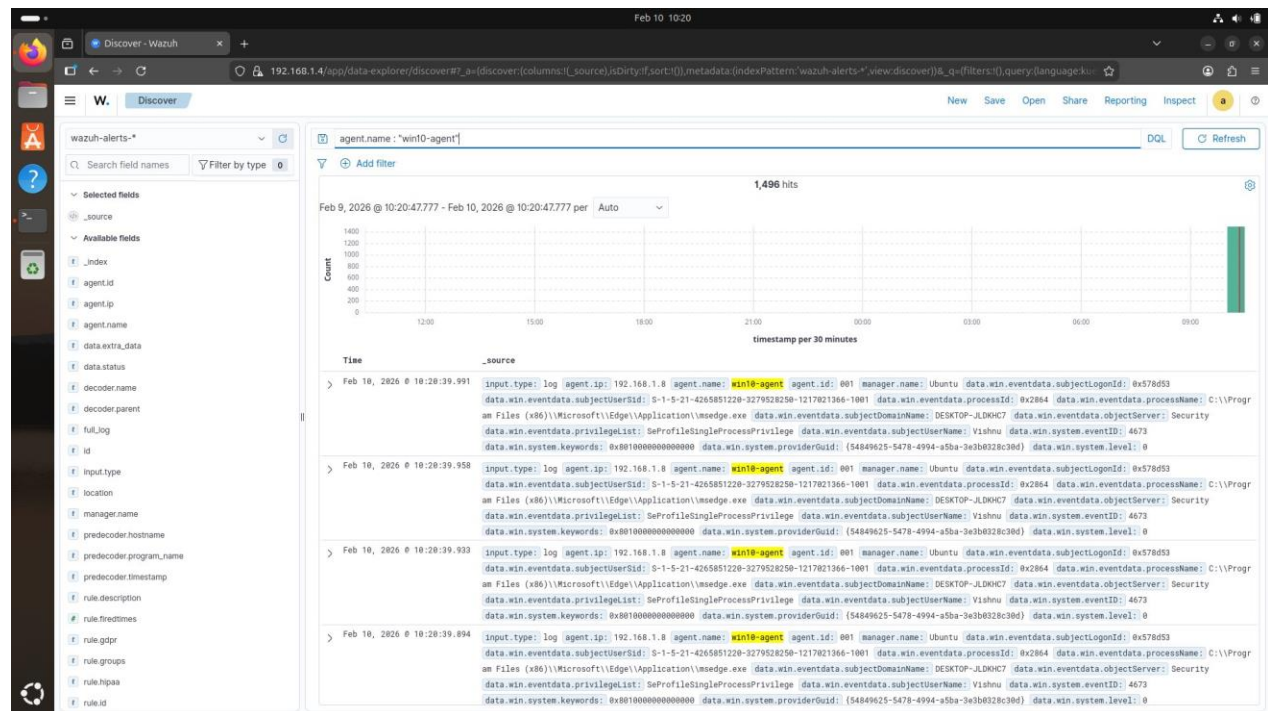 Feb 10 10:20
Discover - Wazuh
192.168.1.4/app/data-explorer/discover#?_a=(discover:(columns:!(_source),isDirty:!f,sort:!()),metadata:(indexPattern:'wazuh-alerts-*',view:discover))&_q=(filters:!(),query:(language:ku
W. Discover New Save Open Share Reporting Inspect a
wazuh-alerts-*
agent.name : "win10-agent" DQL Refresh
Search field names Filter by type 0
Add filter
Selected fields
_source
Available fields
_index
agent.id
agent.ip
agent.name
data.extra_data
data.status
decoder.name
decoder.parent
full_log
id
input.type
location
manager.name
predecoder.hostname
predecoder.program_name
predecoder.timestamp
rule.description
rule.firedtimes
rule.gdpr
rule.groups
rule.hipaa
rule.id
1,496 hits
Feb 9, 2026 @ 10:20:47.777 - Feb 10, 2026 @ 10:20:47.777 per Auto
Count
1400
1200
1000
800
600
400
200
0
12:00 15:00 18:00 21:00 00:00 03:00 06:00 09:00
timestamp per 30 minutes
Time _source
Feb 10, 2026 @ 10:20:39.991 input.type: log agent.ip: 192.168.1.8 agent.name: win10-agent agent.id: 001 manager.name: Ubuntu data.win.eventdata.subjectLogonId: 0x578d53
data.win.eventdata.subjectUserSid: S-1-5-21-4265851220-3279528250-1217021366-1001 data.win.eventdata.processId: 0x2864 data.win.eventdata.processName: C:\\Progr
am Files (x86)\\Microsoft\\Edge\\Application\\msedge.exe data.win.eventdata.subjectDomainName: DESKTOP-JLDKHC7 data.win.eventdata.objectServer: Security
data.win.eventdata.privilegeList: SeProfileSingleProcessPrivilege data.win.eventdata.subjectUserName: Vishnu data.win.system.eventID: 4673
data.win.system.keywords: 0x8010000000000000 data.win.system.providerGuid: {54849625-5478-4994-a5ba-3e3b0328c30d} data.win.system.level: 0
Feb 10, 2026 @ 10:20:39.958 input.type: log agent.ip: 192.168.1.8 agent.name: win10-agent agent.id: 001 manager.name: Ubuntu data.win.eventdata.subjectLogonId: 0x578d53
data.win.eventdata.subjectUserSid: S-1-5-21-4265851220-3279528250-1217021366-1001 data.win.eventdata.processId: 0x2864 data.win.eventdata.processName: C:\\Progr
am Files (x86)\\Microsoft\\Edge\\Application\\msedge.exe data.win.eventdata.subjectDomainName: DESKTOP-JLDKHC7 data.win.eventdata.objectServer: Security
data.win.eventdata.privilegeList: SeProfileSingleProcessPrivilege data.win.eventdata.subjectUserName: Vishnu data.win.system.eventID: 4673
data.win.system.keywords: 0x8010000000000000 data.win.system.providerGuid: {54849625-5478-4994-a5ba-3e3b0328c30d} data.win.system.level: 0
Feb 10, 2026 @ 10:20:39.933 input.type: log agent.ip: 192.168.1.8 agent.name: win10-agent agent.id: 001 manager.name: Ubuntu data.win.eventdata.subjectLogonId: 0x578d53
data.win.eventdata.subjectUserSid: S-1-5-21-4265851220-3279528250-1217021366-1001 data.win.eventdata.processId: 0x2864 data.win.eventdata.processName: C:\\Progr
am Files (x86)\\Microsoft\\Edge\\Application\\msedge.exe data.win.eventdata.subjectDomainName: DESKTOP-JLDKHC7 data.win.eventdata.objectServer: Security
data.win.eventdata.privilegeList: SeProfileSingleProcessPrivilege data.win.eventdata.subjectUserName: Vishnu data.win.system.eventID: 4673
data.win.system.keywords: 0x8010000000000000 data.win.system.providerGuid: {54849625-5478-4994-a5ba-3e3b0328c30d} data.win.system.level: 0
Feb 10, 2026 @ 10:20:39.894 input.type: log agent.ip: 192.168.1.8 agent.name: win10-agent agent.id: 001 manager.name: Ubuntu data.win.eventdata.subjectLogonId: 0x578d53
data.win.eventdata.subjectUserSid: S-1-5-21-4265851220-3279528250-1217021366-1001 data.win.eventdata.processId: 0x2864 data.win.eventdata.processName: C:\\Progr
am Files (x86)\\Microsoft\\Edge\\Application\\msedge.exe data.win.eventdata.subjectDomainName: DESKTOP-JLDKHC7 data.win.eventdata.objectServer: Security
data.win.eventdata.privilegeList: SeProfileSingleProcessPrivilege data.win.eventdata.subjectUserName: Vishnu data.win.system.eventID: 4673
data.win.system.keywords: 0x8010000000000000 data.win.system.providerGuid: {54849625-5478-4994-a5ba-3e3b0328c30d} data.win.system.level: 0